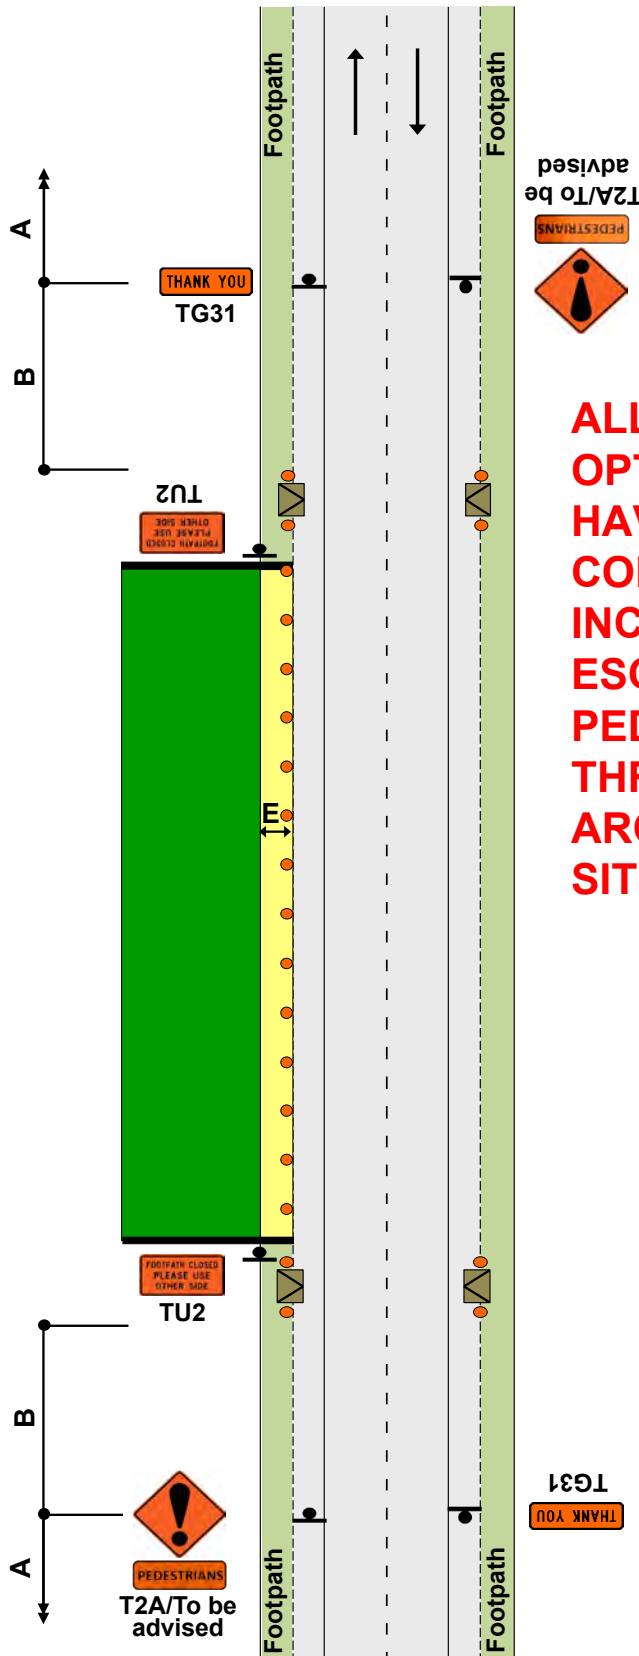 Footpath
Footpath
T2A/To be
advised
PEDESTRIANS
A
THANK YOU
TG31
B
TU2
FOOTPATH CLOSED
PLEASE USE
OTHER SIDE
ALL
OPT
HAV
CO
INC
ESC
PED
THR
ARO
SIT
E
FOOTPATH CLOSED
PLEASE USE
OTHER SIDE
TU2
B
TG31
THANK YOU
A
PEDESTRIANS
T2A/To be
advised
Footpath
Footpath